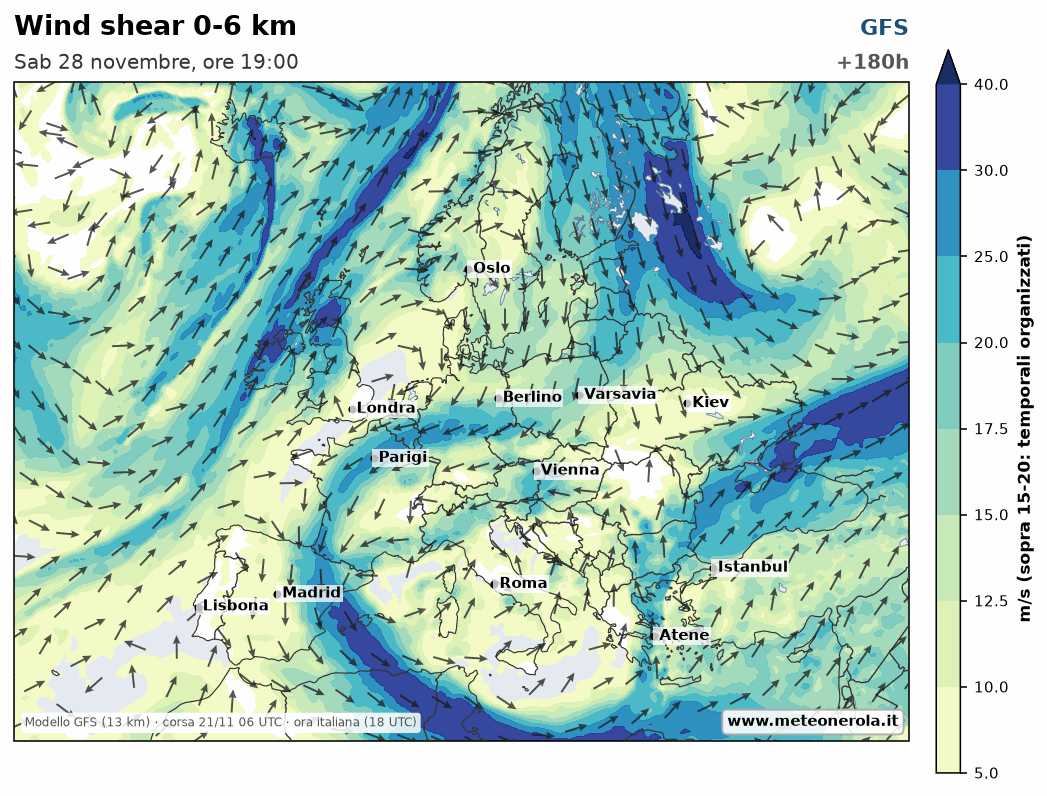 Wind shear 0-6 km
GFS
Sab 28 novembre, ore 19:00
+180h
40.0
30.0
25.0
20.0
17.5
15.0
12.5
10.0
5.0
m/s (sopra 15-20: temporali organizzati)
Oslo
Berlino
Varsavia
Kiev
Londra
Parigi
Vienna
Istanbul
Roma
Madrid
Lisbona
Atene
Modello GFS (13 km) · corsa 21/11 06 UTC · ora italiana (18 UTC)
www.meteonerola.it